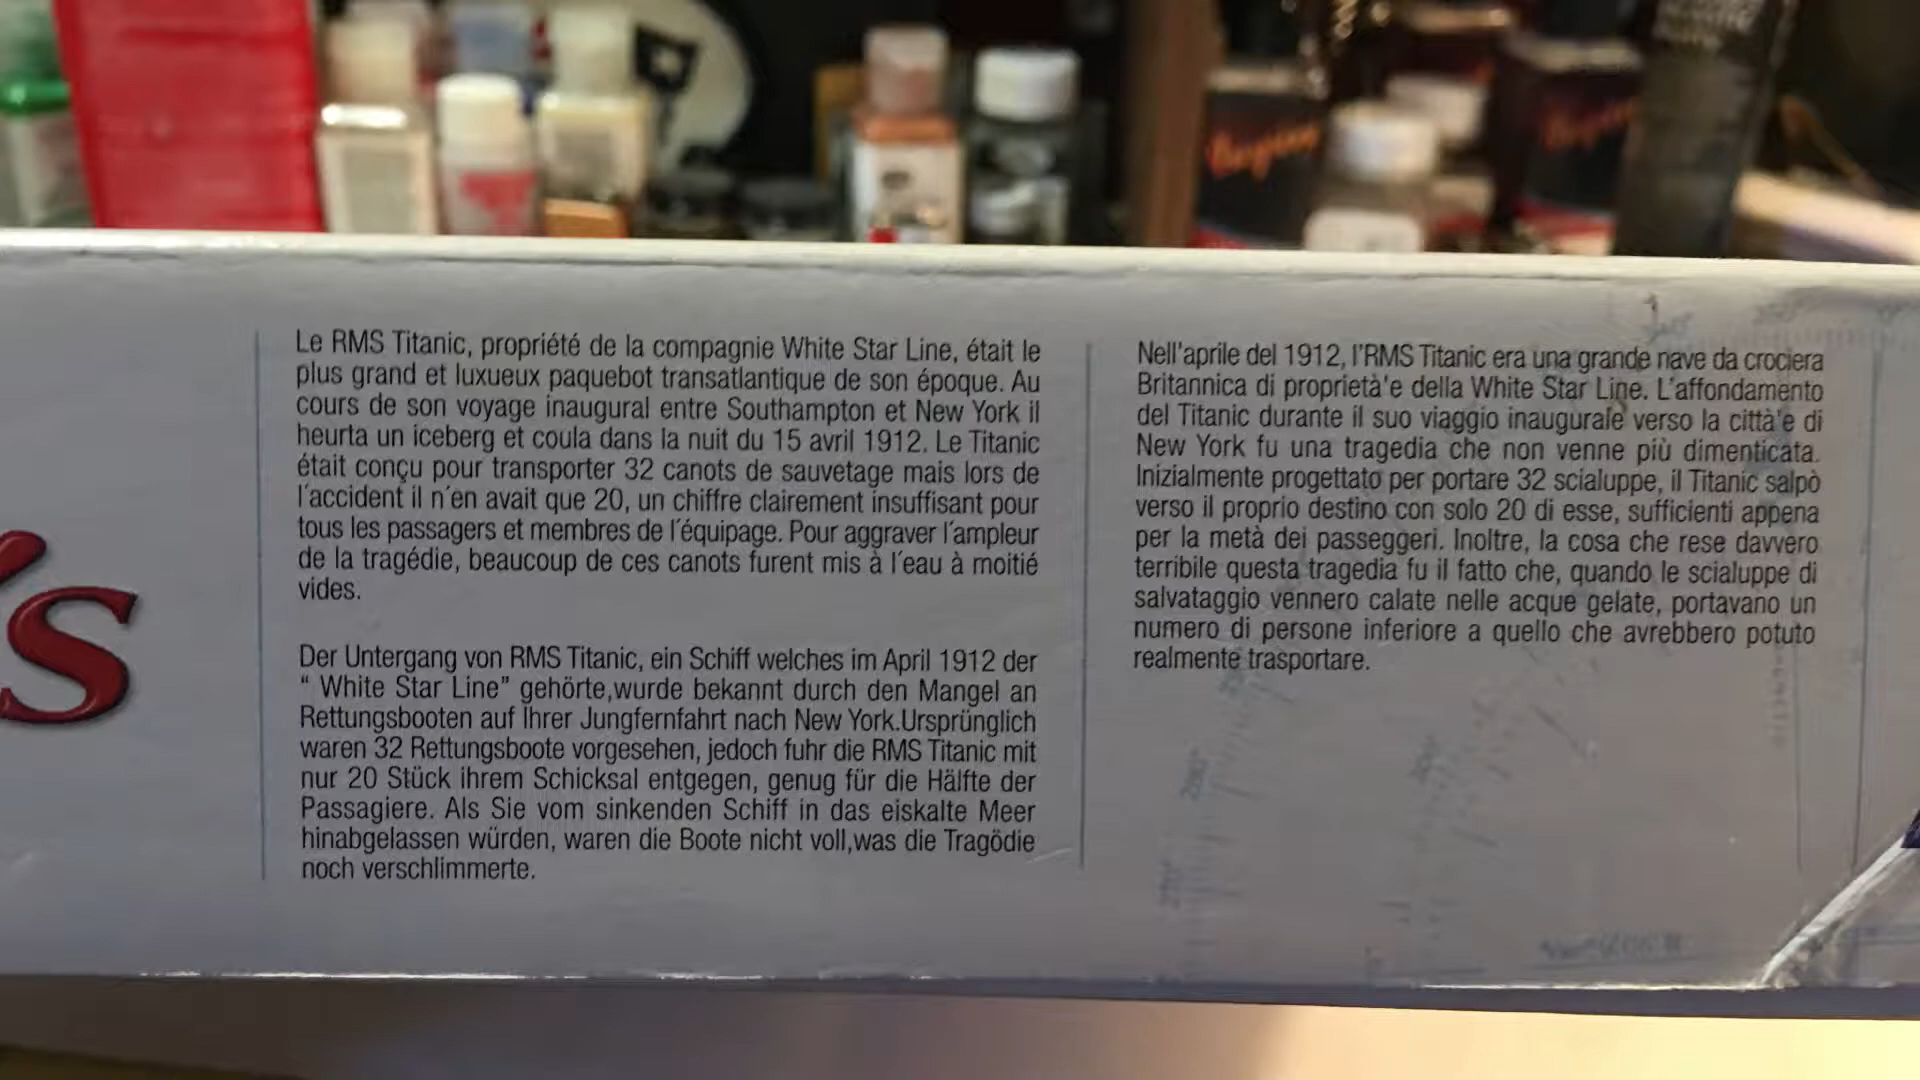 's
Le RMS Titanic, propriété de la compagnie White Star Line, était le
plus grand et luxueux paquebot transatlantique de son époque. Au
cours de son voyage inaugural entre Southampton et New York il
heurta un iceberg et coula dans la nuit du 15 avril 1912. Le Titanic
était conçu pour transporter 32 canots de sauvetage mais lors de
l´accident il n´en avait que 20, un chiffre clairement insuffisant pour
tous les passagers et membres de l´équipage. Pour aggraver l´ampleur
de la tragédie, beaucoup de ces canots furent mis à l´eau à moitié
vides.
Der Untergang von RMS Titanic, ein Schiff welches im April 1912 der
“ White Star Line” gehörte,wurde bekannt durch den Mangel an
Rettungsbooten auf Ihrer Jungfernfahrt nach New York.Ursprünglich
waren 32 Rettungsboote vorgesehen, jedoch fuhr die RMS Titanic mit
nur 20 Stück ihrem Schicksal entgegen, genug für die Hälfte der
Passagiere. Als Sie vom sinkenden Schiff in das eiskalte Meer
hinabgelassen würden, waren die Boote nicht voll,was die Tragödie
noch verschlimmerte.
Nell'aprile del 1912, l'RMS Titanic era una grande nave da crociera
Britannica di proprietà'e della White Star Line. L'affondamento
del Titanic durante il suo viaggio inaugurale verso la città'e di
New York fu una tragedia che non venne più dimenticata.
Inizialmente progettato per portare 32 scialuppe, il Titanic salpò
verso il proprio destino con solo 20 di esse, sufficienti appena
per la metà dei passeggeri. Inoltre, la cosa che rese davvero
terribile questa tragedia fu il fatto che, quando le scialuppe di
salvataggio vennero calate nelle acque gelate, portavano un
numero di persone inferiore a quello che avrebbero potuto
realmente trasportare.